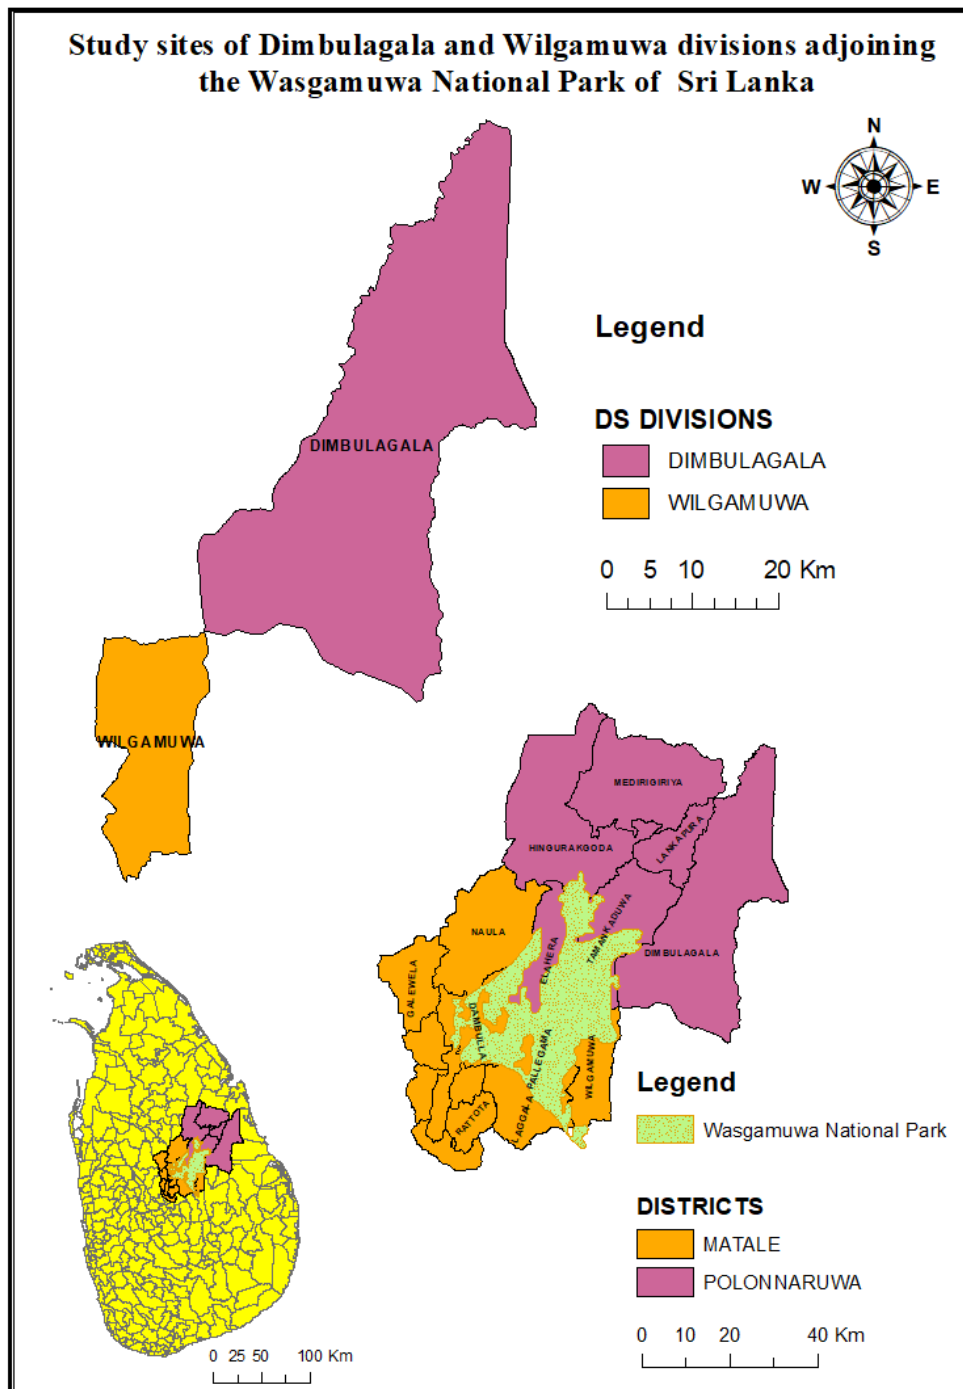 Study sites of Dimbulagala and Wilgamuwa divisions adjoining
the Wasgamuwa National Park of Sri Lanka
N
W E
S
Legend
DS DIVISIONS
DIMBULAGALA
WILGAMUWA
0 5 10 20 Km
DIMBULAGALA
WILGAMUWA
MEDIRIGIRIYA
LANKAPURA
HINGURAKGODA
TAMANKADUWA
NAULA
ELAHERA
DIMBULAGALA
GALEWELA
DAMBULLA
LAGGALA PALLEGAMA
WILGAMUWA
RATTOTA
Legend
Wasgamuwa National Park
DISTRICTS
MATALE
POLONNARUWA
0 10 20 40 Km
0 25 50 100 Km